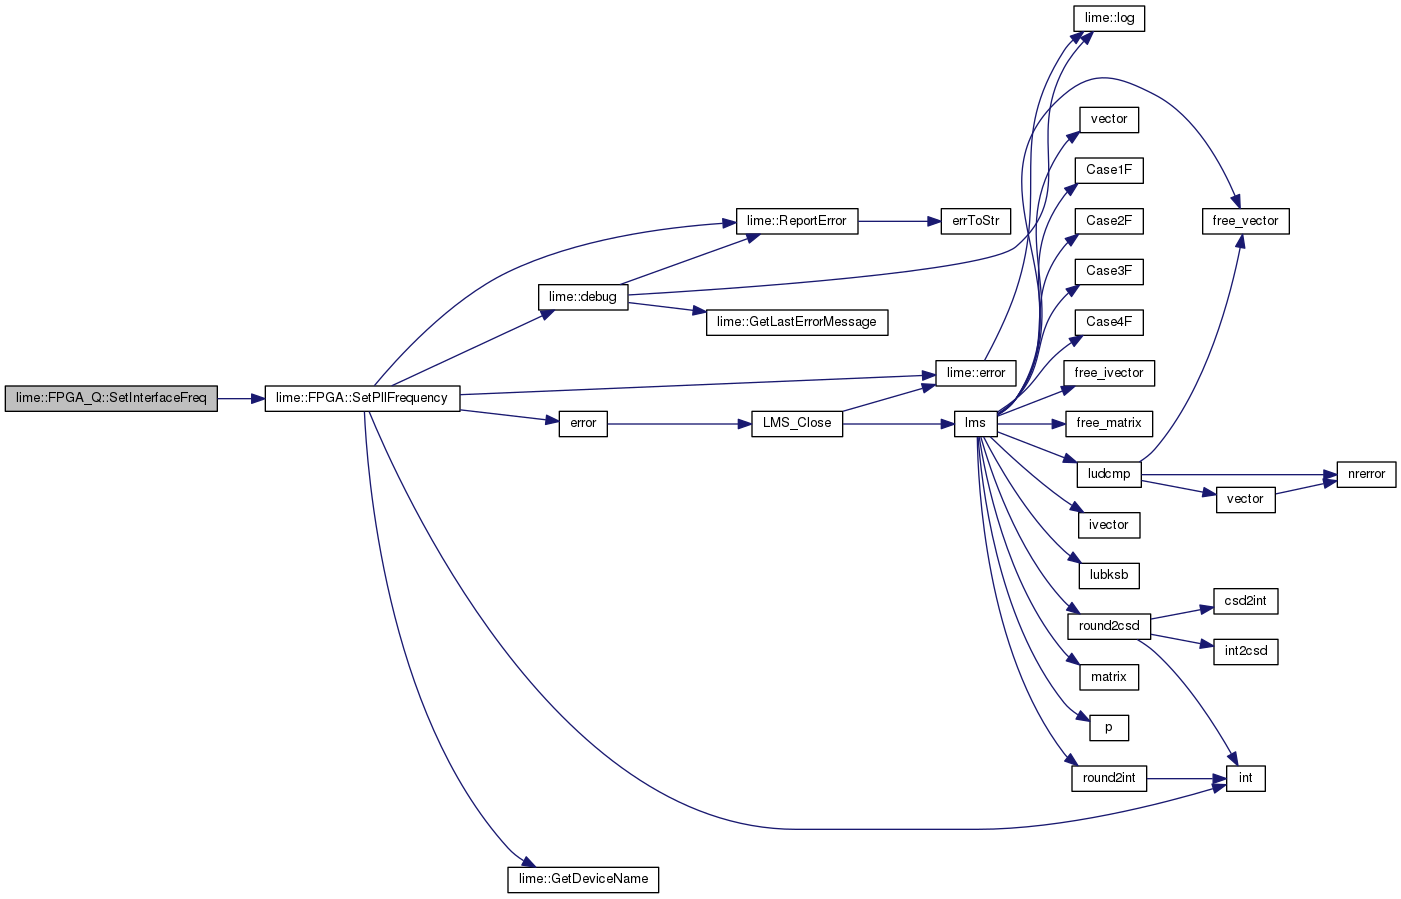 lime::log
vector
Case1F
Case2F
Case3F
Case4F
free_vector
lime::ReportError
errToStr
lime::debug
lime::GetLastErrorMessage
lime::error
free_ivector
lime::FPGA_Q::SetInterfaceFreq
lime::FPGA::SetPllFrequency
error
LMS_Close
lms
free_matrix
ludcmp
nrerror
vector
ivector
lubksb
csd2int
round2csd
int2csd
matrix
p
round2int
int
lime::GetDeviceName